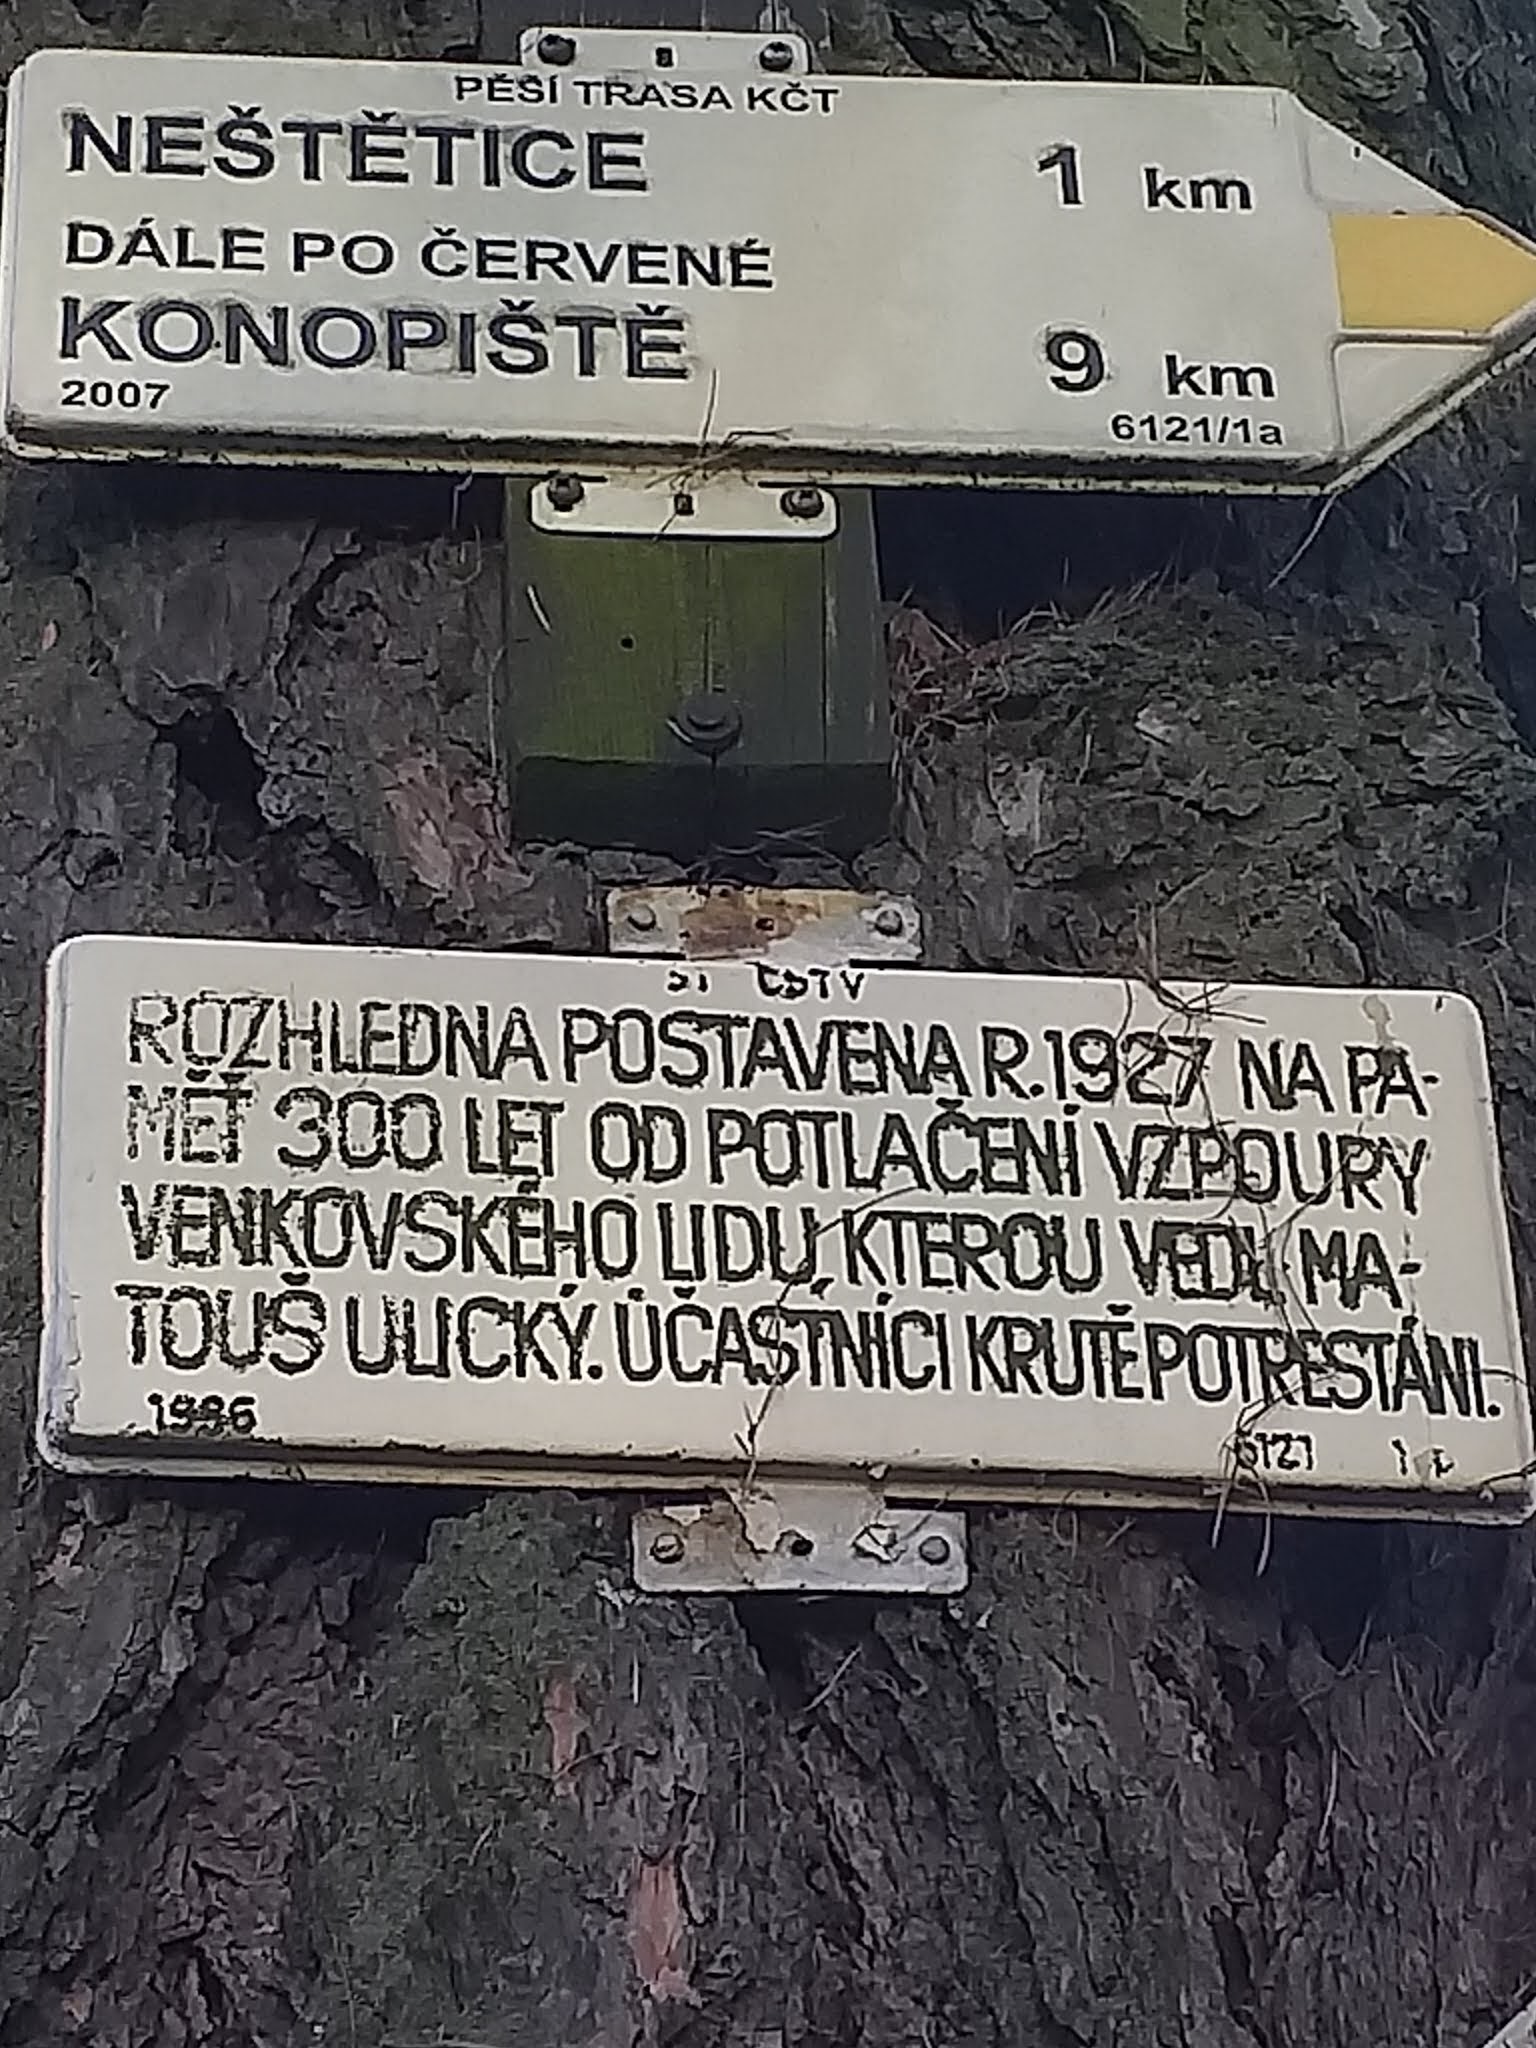 PĚŠÍ TRASA KČT
NEŠTĚTICE 1 km
DÁLE PO ČERVENÉ
KONOPIŠTĚ 9 km
2007 6121/1a
ČSTV
ROZHLEDNA POSTAVENA R.1927 NA PA-
MĚŤ 300 LET OD POTLAČENÍ VZPOURY
VENKOVSKÉHO LIDU, KTEROU VEDL MA-
TOUŠ ULICKÝ. ÚČASTNÍCI KRUTĚ POTRESTÁNI.
1986 6121